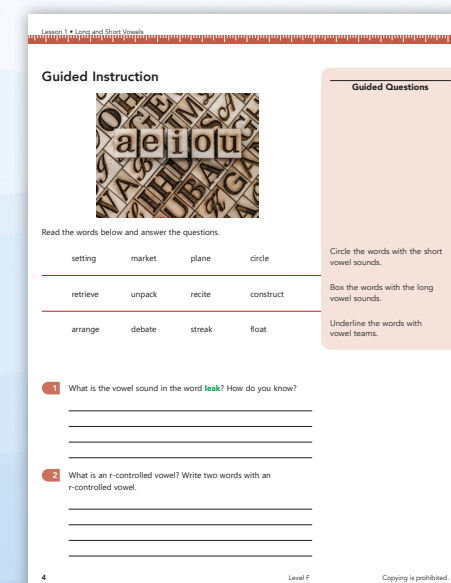 Lesson 1 • Long and Short Vowels
Guided Instruction
aeiou
Read the words below and answer the questions.
setting market plane circle
retrieve unpack recite construct
arrange debate streak float
Guided Questions
Circle the words with the short
vowel sounds.
Box the words with the long
vowel sounds.
Underline the words with
vowel teams.
1 What is the vowel sound in the word leak? How do you know?
2 What is an r-controlled vowel? Write two words with an
r-controlled vowel.
4 Level F Copying is prohibited.